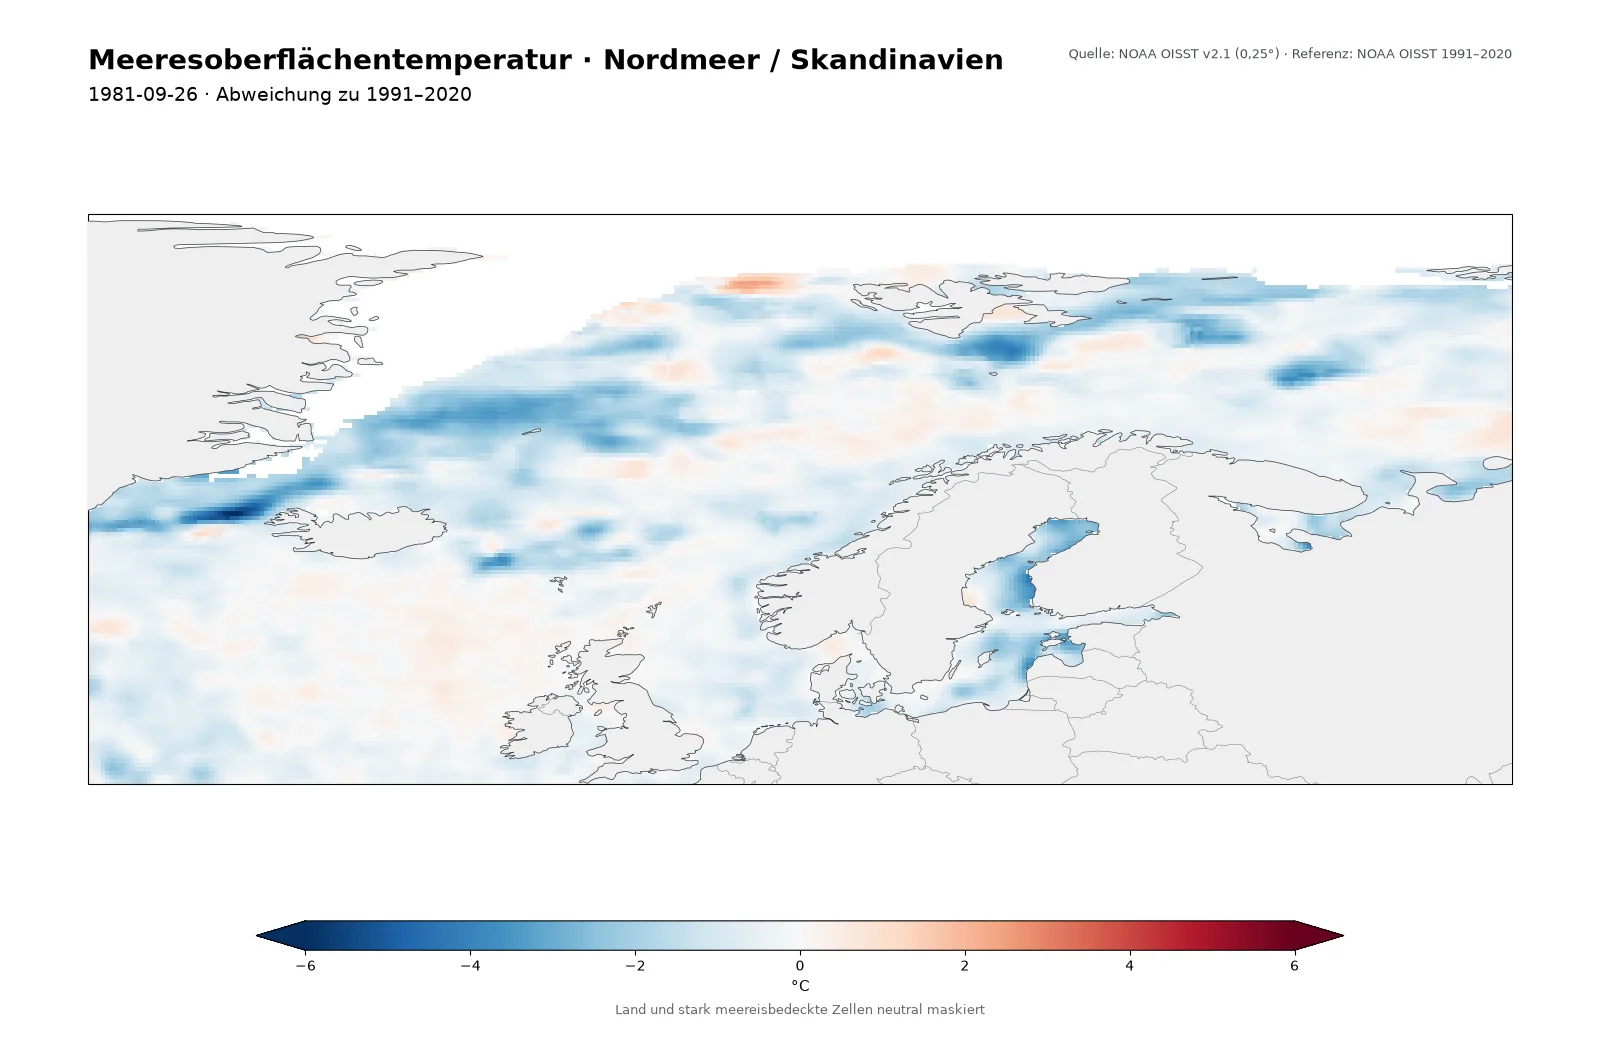 Meeresoberflächentemperatur · Nordmeer / Skandinavien
Quelle: NOAA OISST v2.1 (0,25°) · Referenz: NOAA OISST 1991–2020
1981-09-26 · Abweichung zu 1991–2020
−6 −4 −2 0 2 4 6
°C
Land und stark meereisbedeckte Zellen neutral maskiert